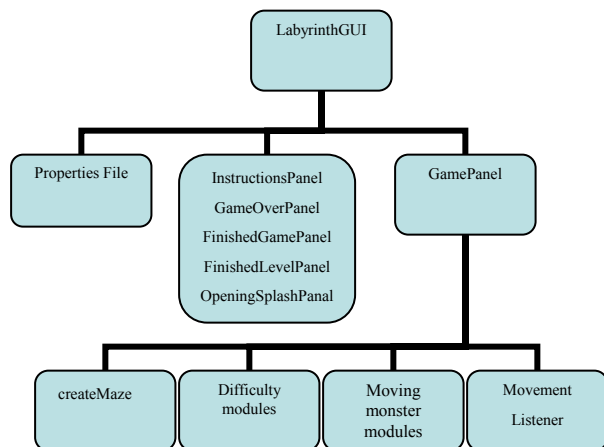 LabyrinthGUI
Properties File
InstructionsPanel
GameOverPanel
FinishedGamePanel
FinishedLevelPanel
OpeningSplashPanal
GamePanel
createMaze
Difficulty
modules
Moving
monster
modules
Movement
Listener